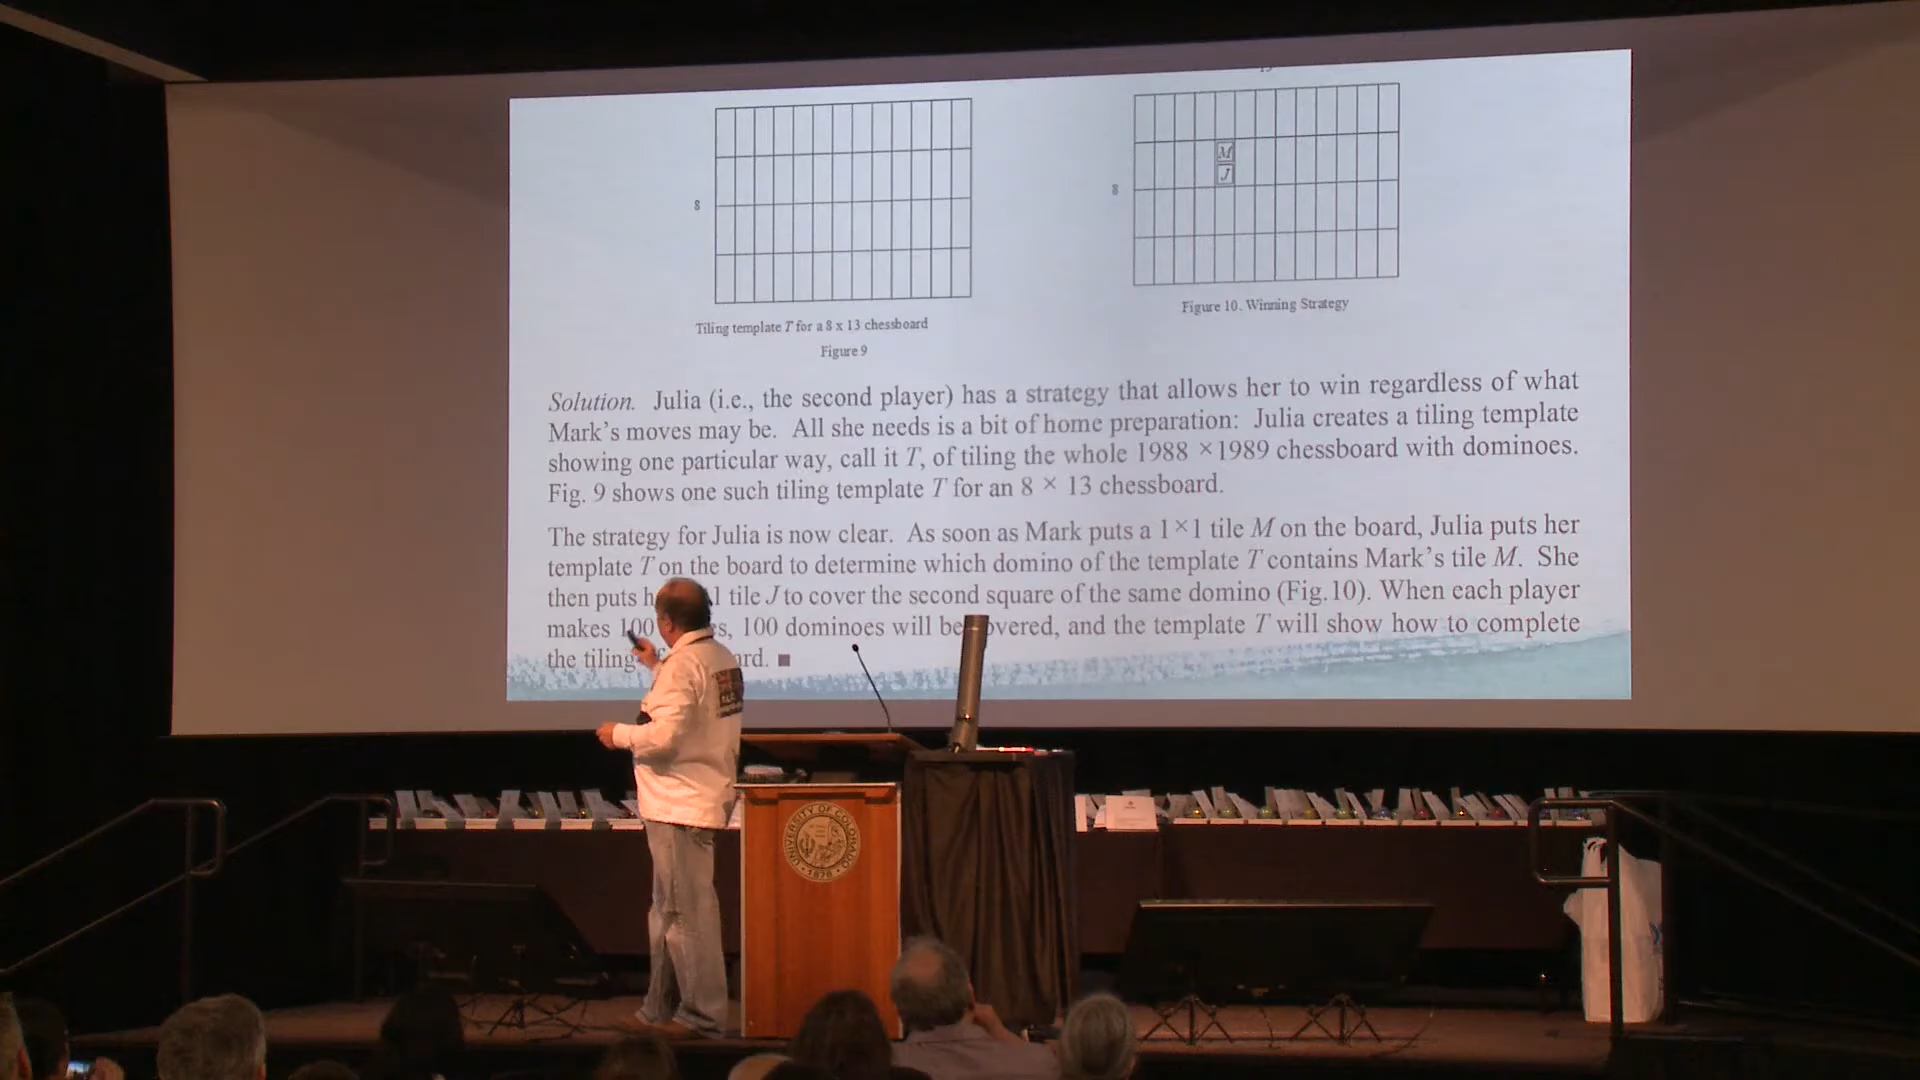 8
M
J
8
Tiling template T for a 8 x 13 chessboard
Figure 9
Figure 10. Winning Strategy
Solution. Julia (i.e., the second player) has a strategy that allows her to win regardless of what
Mark's moves may be. All she needs is a bit of home preparation: Julia creates a tiling template
showing one particular way, call it T, of tiling the whole 1988 × 1989 chessboard with dominoes.
Fig. 9 shows one such tiling template T for an 8 × 13 chessboard.
The strategy for Julia is now clear. As soon as Mark puts a 1×1 tile M on the board, Julia puts her
template T on the board to determine which domino of the template T contains Mark's tile M. She
then puts tile J to cover the second square of the same domino (Fig.10). When each player
makes 100 100 dominoes will be and the template T will show how to complete
the tiling
UNIVERSITY OF COLORADO
1876